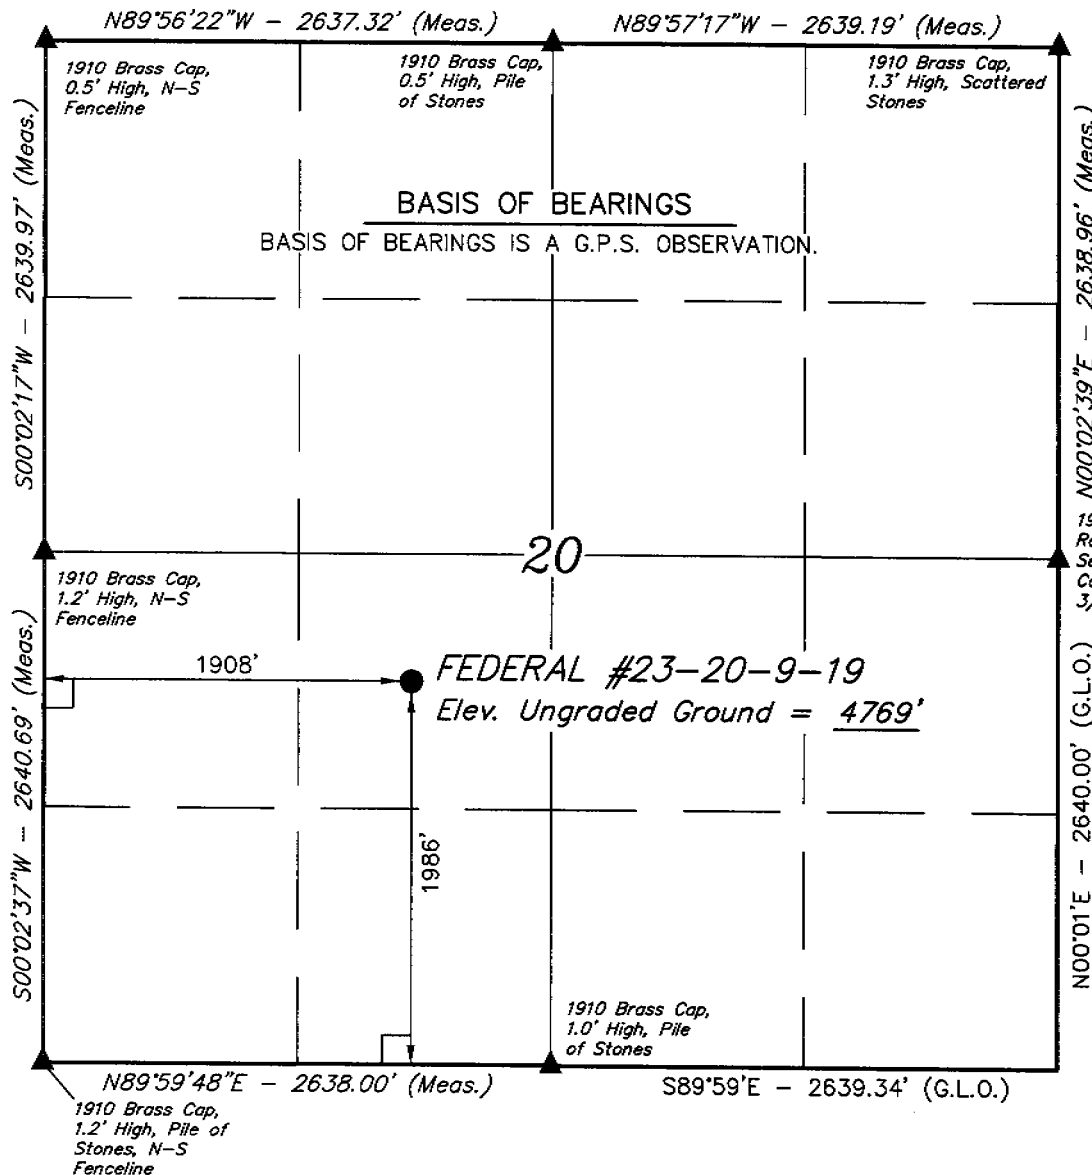 N89°56'22"W - 2637.32' (Meas.)
N89°57'17"W - 2639.19' (Meas.)
1910 Brass Cap,
0.5' High, N-S
Fenceline
1910 Brass Cap,
0.5' High, Pile
of Stones
1910 Brass Cap,
1.3' High, Scattered
Stones
S00°02'17"W - 2639.97' (Meas.)
N00°02'39"E - 2638.96' (Meas.)
BASIS OF BEARINGS
BASIS OF BEARINGS IS A G.P.S. OBSERVATION.
20
1910 Brass Cap,
1.2' High, N-S
Fenceline
S00°02'37"W - 2640.69' (Meas.)
N00°01'E - 2640.00' (G.L.O.)
1908'
FEDERAL #23-20-9-19
Elev. Ungraded Ground = 4769'
1986'
1910 Brass Cap,
1.0' High, Pile
of Stones
N89°59'48"E - 2638.00' (Meas.)
S89°59'E - 2639.34' (G.L.O.)
1910 Brass Cap,
1.2' High, Pile of
Stones, N-S
Fenceline